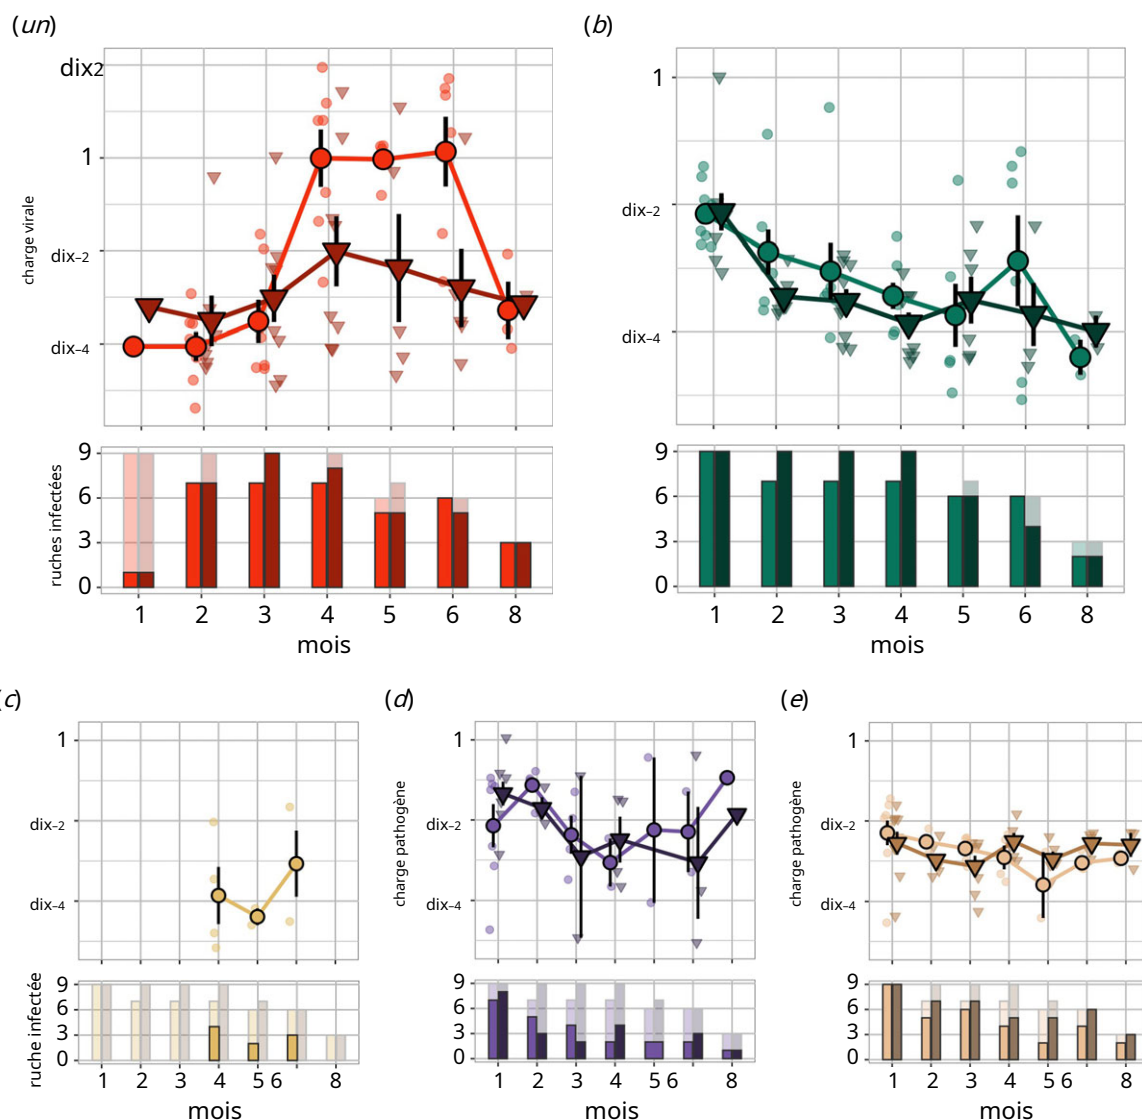 (un)
dix2
1
dix–2
dix–4
charge virale
9
6
3
0
ruches infectées
1 2 3 4 5 6 8
mois
(b)
1
dix–2
dix–4
9
6
3
0
1 2 3 4 5 6 8
mois
(c)
1
dix–2
dix–4
9
6
3
0
ruche infectée
1 2 3 4 5 6 8
mois
(d)
1
dix–2
dix–4
charge pathogène
9
6
3
0
1 2 3 4 5 6 8
mois
(e)
1
dix–2
dix–4
charge pathogène
9
6
3
0
1 2 3 4 5 6 8
mois